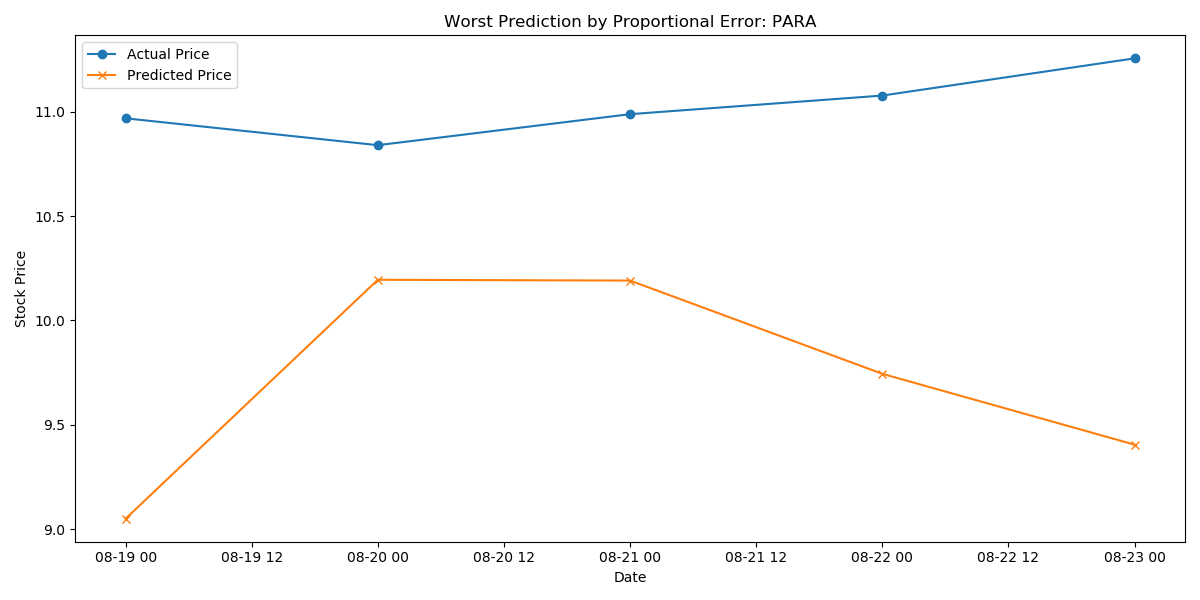 Worst Prediction by Proportional Error: PARA
Actual Price
Predicted Price
Stock Price
11.0
10.5
10.0
9.5
9.0
08-19 00 08-19 12 08-20 00 08-20 12 08-21 00 08-21 12 08-22 00 08-22 12 08-23 00
Date